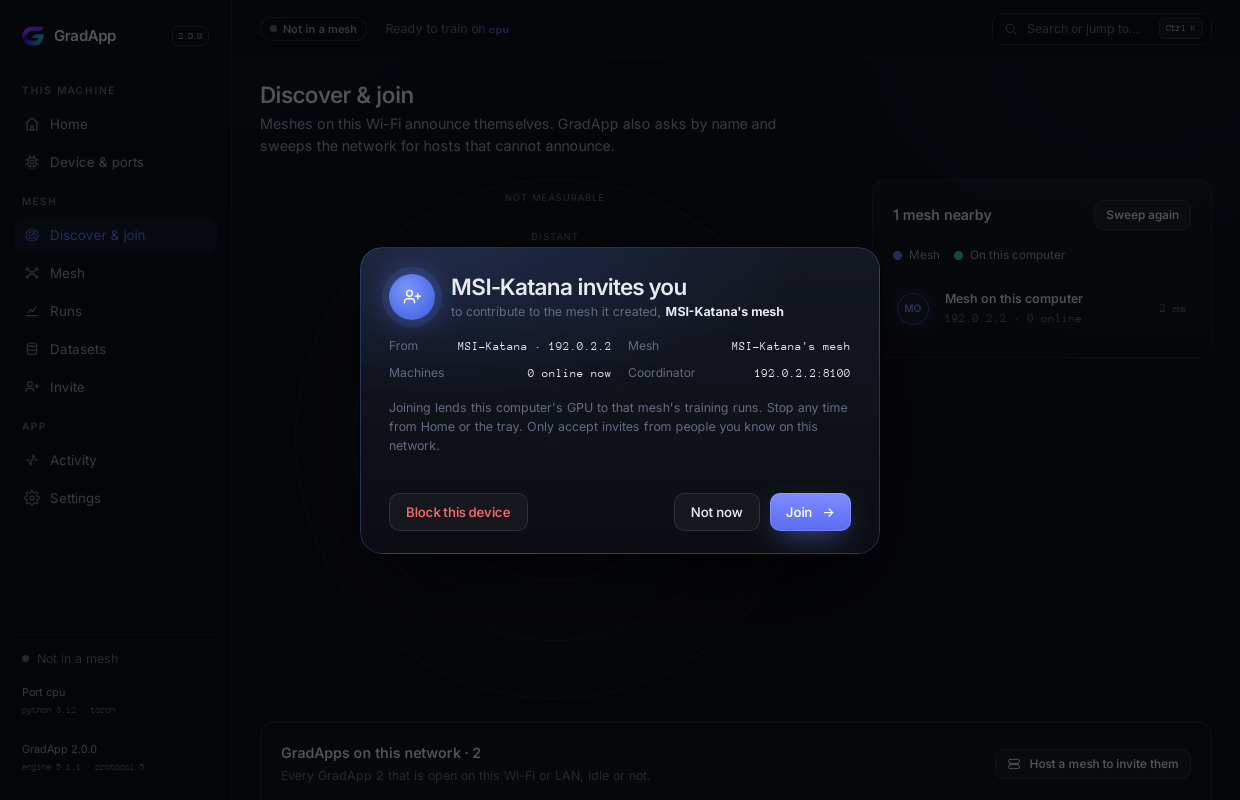 GradApp
2.0.0
THIS MACHINE
Home
Device & ports
MESH
Discover & join
Mesh
Runs
Datasets
Invite
APP
Activity
Settings
Not in a mesh
Port cpu
python 3.12 · torch
GradApp 2.0.0
engine 5.1.1 · protocol 5
Not in a mesh
Ready to train on cpu
Search or jump to...
Ctrl K
Discover & join
Meshes on this Wi-Fi announce themselves. GradApp also asks by name and
sweeps the network for hosts that cannot announce.
NOT MEASURABLE
DISTANT
1 mesh nearby
Sweep again
Mesh
On this computer
MO
Mesh on this computer
192.0.2.2 · 0 online
2 ms
MSI-Katana invites you
to contribute to the mesh it created, MSI-Katana's mesh
From MSI-Katana · 192.0.2.2 Mesh MSI-Katana's mesh
Machines 0 online now Coordinator 192.0.2.2:8100
Joining lends this computer's GPU to that mesh's training runs. Stop any time
from Home or the tray. Only accept invites from people you know on this
network.
Block this device
Not now
Join →
GradApps on this network · 2
Every GradApp 2 that is open on this Wi-Fi or LAN, idle or not.
Host a mesh to invite them